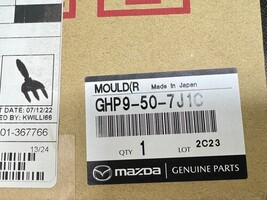 MOULD(R Made in Japan
GHP9-50-7J1C
QTY 1 LOT 2C23
mazda GENUINE PARTS
T DATE: 07/12/22
ED BY: KWILLI66
01-367766
13/24